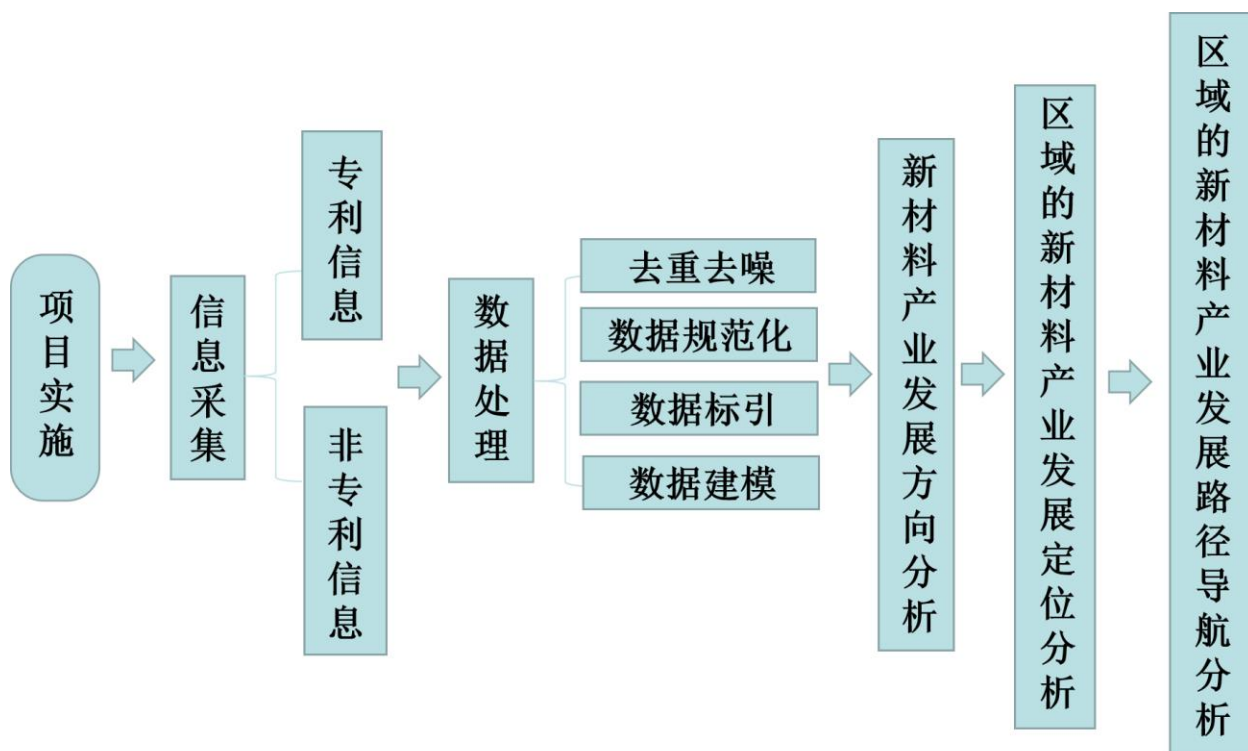 项目实施
信息采集
专利信息
非专利信息
数据处理
去重去噪
数据规范化
数据标引
数据建模
新材料产业发展方向分析
区域的新材料产业发展定位分析
区域的新材料产业发展路径导航分析